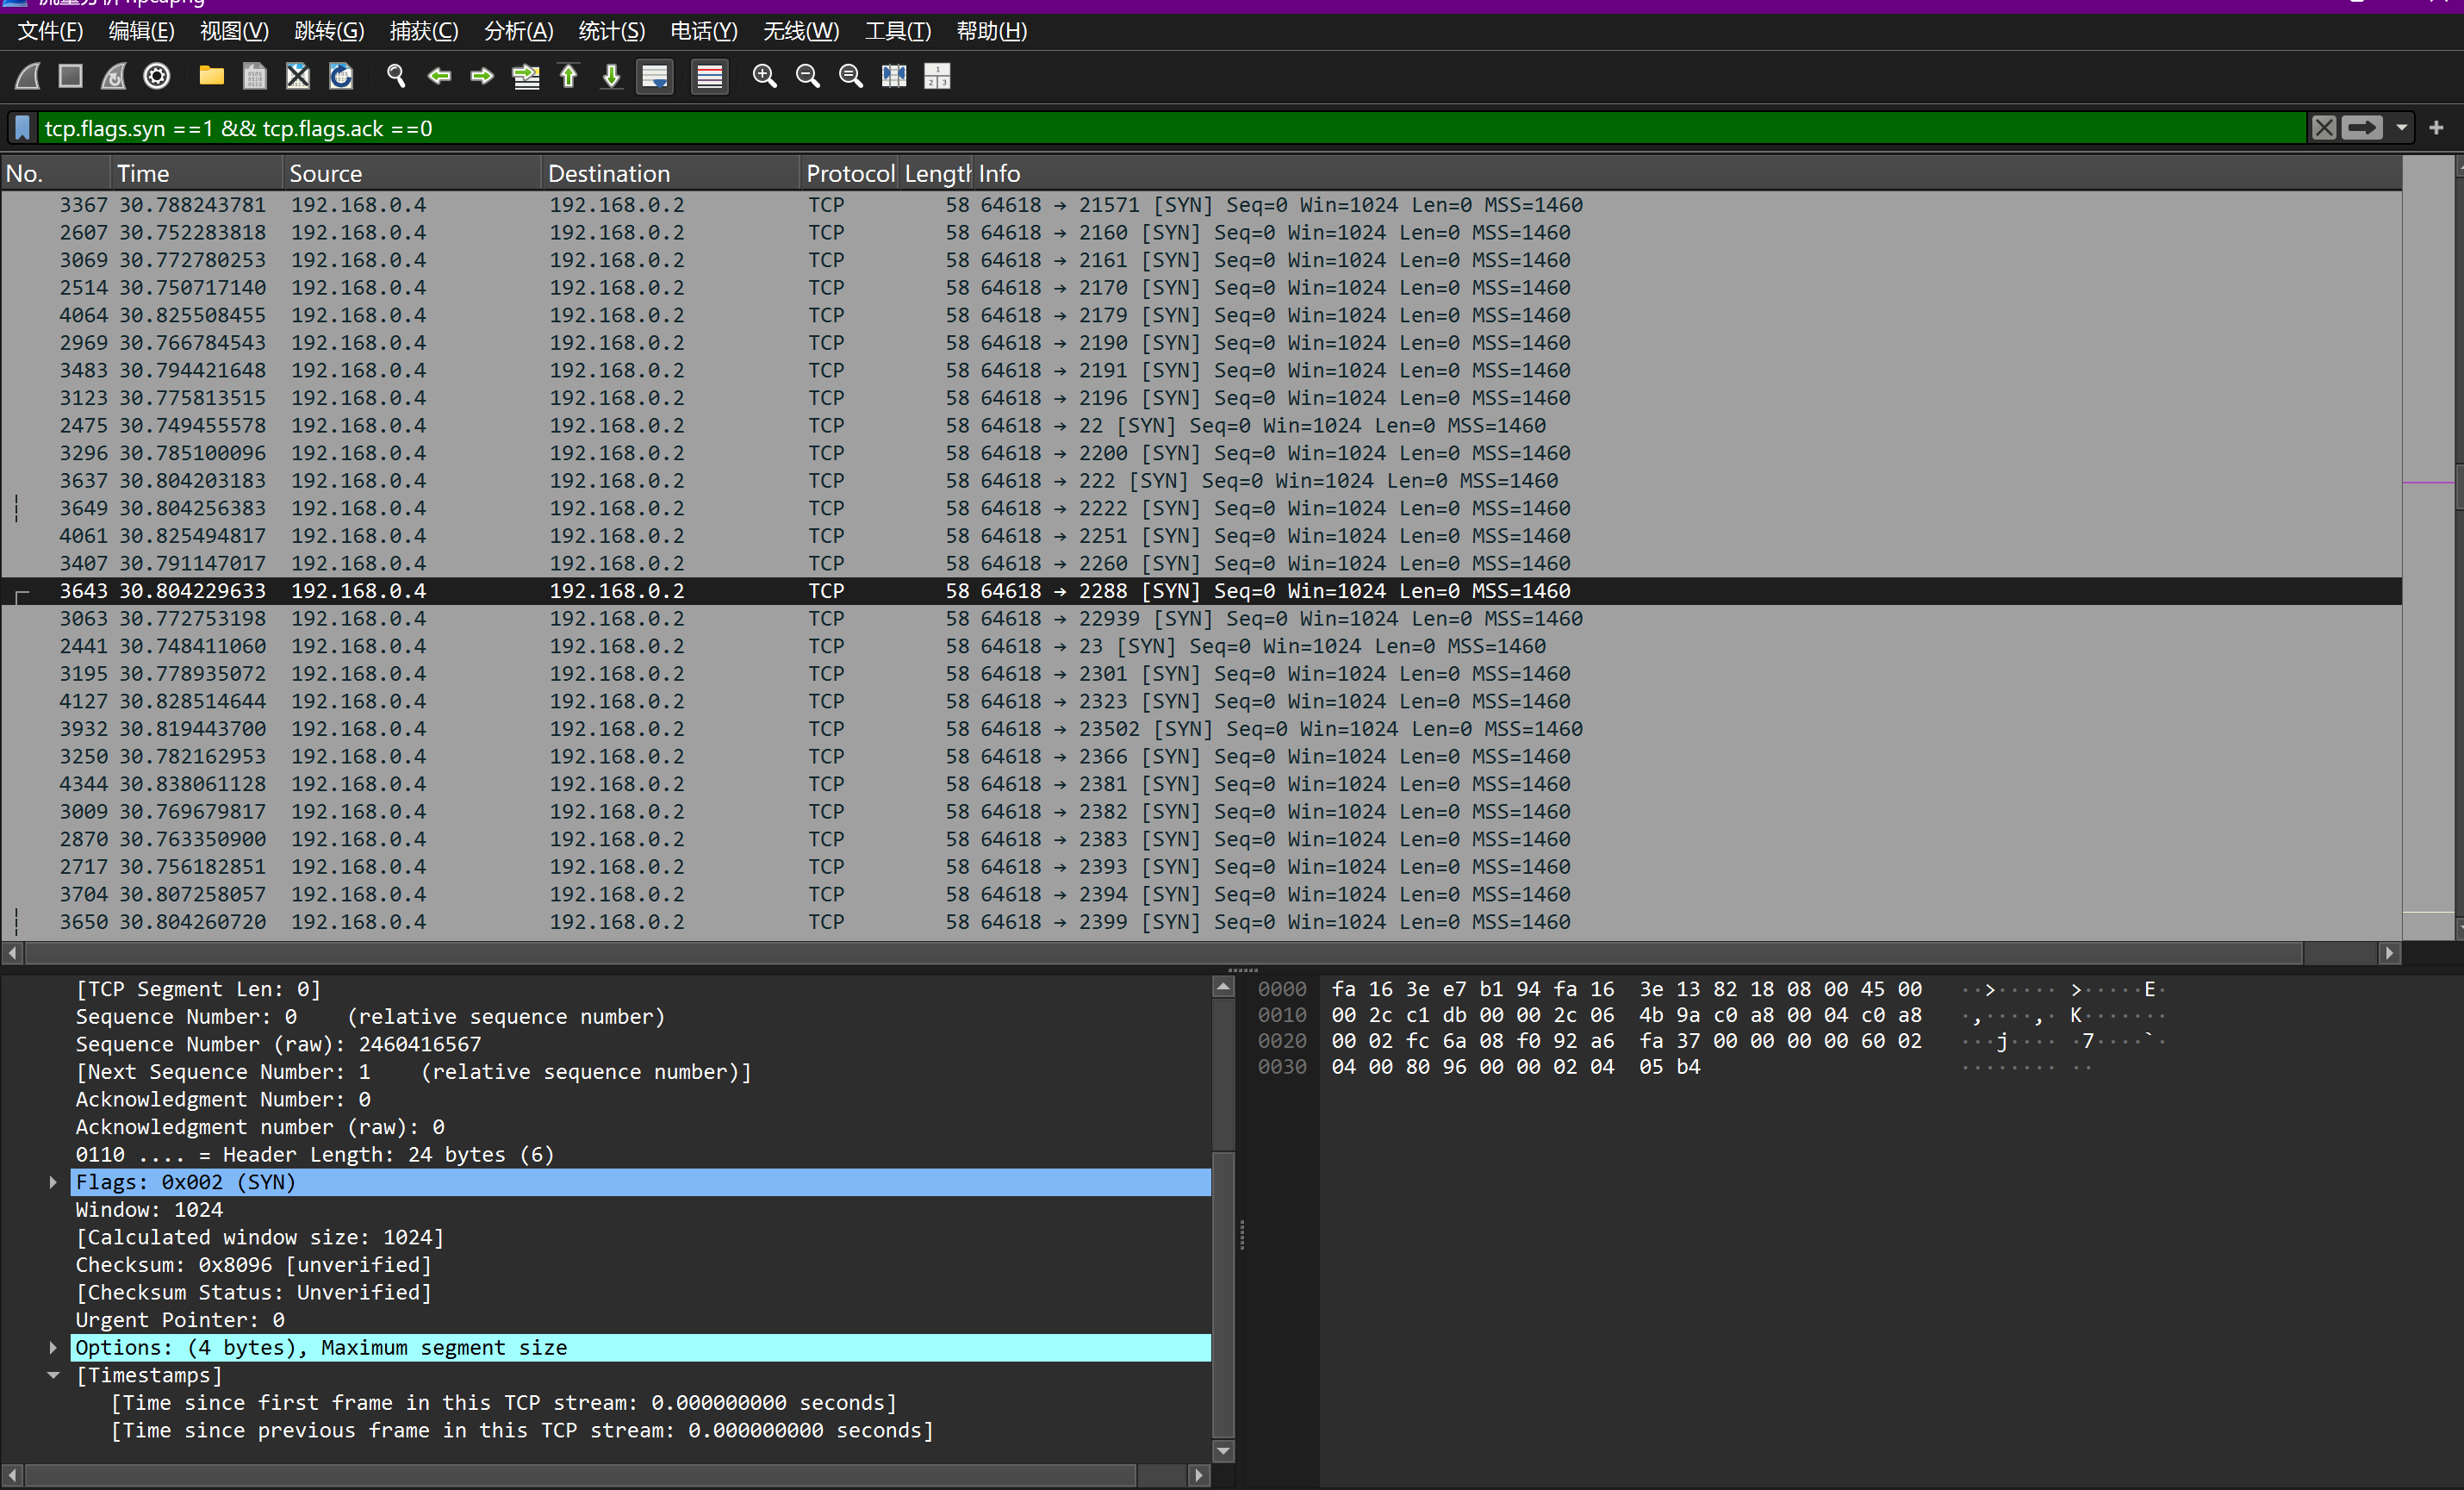 文件(F) 编辑(E) 视图(V) 跳转(G) 捕获(C) 分析(A) 统计(S) 电话(Y) 无线(W) 工具(T) 帮助(H)
tcp.flags.syn ==1 && tcp.flags.ack ==0
No. Time Source Destination Protocol Length Info
3367 30.788243781 192.168.0.4 192.168.0.2 TCP 58 64618 → 21571 [SYN] Seq=0 Win=1024 Len=0 MSS=1460
2607 30.752283818 192.168.0.4 192.168.0.2 TCP 58 64618 → 2160 [SYN] Seq=0 Win=1024 Len=0 MSS=1460
3069 30.772780253 192.168.0.4 192.168.0.2 TCP 58 64618 → 2161 [SYN] Seq=0 Win=1024 Len=0 MSS=1460
2514 30.750717140 192.168.0.4 192.168.0.2 TCP 58 64618 → 2170 [SYN] Seq=0 Win=1024 Len=0 MSS=1460
4064 30.825508455 192.168.0.4 192.168.0.2 TCP 58 64618 → 2179 [SYN] Seq=0 Win=1024 Len=0 MSS=1460
2969 30.766784543 192.168.0.4 192.168.0.2 TCP 58 64618 → 2190 [SYN] Seq=0 Win=1024 Len=0 MSS=1460
3483 30.794421648 192.168.0.4 192.168.0.2 TCP 58 64618 → 2191 [SYN] Seq=0 Win=1024 Len=0 MSS=1460
3123 30.775813515 192.168.0.4 192.168.0.2 TCP 58 64618 → 2196 [SYN] Seq=0 Win=1024 Len=0 MSS=1460
2475 30.749455578 192.168.0.4 192.168.0.2 TCP 58 64618 → 22 [SYN] Seq=0 Win=1024 Len=0 MSS=1460
3296 30.785100096 192.168.0.4 192.168.0.2 TCP 58 64618 → 2200 [SYN] Seq=0 Win=1024 Len=0 MSS=1460
3637 30.804203183 192.168.0.4 192.168.0.2 TCP 58 64618 → 222 [SYN] Seq=0 Win=1024 Len=0 MSS=1460
3649 30.804256383 192.168.0.4 192.168.0.2 TCP 58 64618 → 2222 [SYN] Seq=0 Win=1024 Len=0 MSS=1460
4061 30.825494817 192.168.0.4 192.168.0.2 TCP 58 64618 → 2251 [SYN] Seq=0 Win=1024 Len=0 MSS=1460
3407 30.791147017 192.168.0.4 192.168.0.2 TCP 58 64618 → 2260 [SYN] Seq=0 Win=1024 Len=0 MSS=1460
3643 30.804229633 192.168.0.4 192.168.0.2 TCP 58 64618 → 2288 [SYN] Seq=0 Win=1024 Len=0 MSS=1460
3063 30.772753198 192.168.0.4 192.168.0.2 TCP 58 64618 → 22939 [SYN] Seq=0 Win=1024 Len=0 MSS=1460
2441 30.748411060 192.168.0.4 192.168.0.2 TCP 58 64618 → 23 [SYN] Seq=0 Win=1024 Len=0 MSS=1460
3195 30.778935072 192.168.0.4 192.168.0.2 TCP 58 64618 → 2301 [SYN] Seq=0 Win=1024 Len=0 MSS=1460
4127 30.828514644 192.168.0.4 192.168.0.2 TCP 58 64618 → 2323 [SYN] Seq=0 Win=1024 Len=0 MSS=1460
3932 30.819443700 192.168.0.4 192.168.0.2 TCP 58 64618 → 23502 [SYN] Seq=0 Win=1024 Len=0 MSS=1460
3250 30.782162953 192.168.0.4 192.168.0.2 TCP 58 64618 → 2366 [SYN] Seq=0 Win=1024 Len=0 MSS=1460
4344 30.838061128 192.168.0.4 192.168.0.2 TCP 58 64618 → 2381 [SYN] Seq=0 Win=1024 Len=0 MSS=1460
3009 30.769679817 192.168.0.4 192.168.0.2 TCP 58 64618 → 2382 [SYN] Seq=0 Win=1024 Len=0 MSS=1460
2870 30.763350900 192.168.0.4 192.168.0.2 TCP 58 64618 → 2383 [SYN] Seq=0 Win=1024 Len=0 MSS=1460
2717 30.756182851 192.168.0.4 192.168.0.2 TCP 58 64618 → 2393 [SYN] Seq=0 Win=1024 Len=0 MSS=1460
3704 30.807258057 192.168.0.4 192.168.0.2 TCP 58 64618 → 2394 [SYN] Seq=0 Win=1024 Len=0 MSS=1460
3650 30.804260720 192.168.0.4 192.168.0.2 TCP 58 64618 → 2399 [SYN] Seq=0 Win=1024 Len=0 MSS=1460
[TCP Segment Len: 0]
Sequence Number: 0 (relative sequence number)
Sequence Number (raw): 2460416567
[Next Sequence Number: 1 (relative sequence number)]
Acknowledgment Number: 0
Acknowledgment number (raw): 0
0110 .... = Header Length: 24 bytes (6)
Flags: 0x002 (SYN)
Window: 1024
[Calculated window size: 1024]
Checksum: 0x8096 [unverified]
[Checksum Status: Unverified]
Urgent Pointer: 0
Options: (4 bytes), Maximum segment size
[Timestamps]
[Time since first frame in this TCP stream: 0.000000000 seconds]
[Time since previous frame in this TCP stream: 0.000000000 seconds]
0000 fa 16 3e e7 b1 94 fa 16 3e 13 82 18 08 00 45 00 ··>····· >·····E·
0010 00 2c c1 db 00 00 2c 06 4b 9a c0 a8 00 04 c0 a8 ·,····,· K·······
0020 00 02 fc 6a 08 f0 92 a6 fa 37 00 00 00 00 60 02 ···j···· ·7····`·
0030 04 00 80 96 00 00 02 04 05 b4 ········ ··